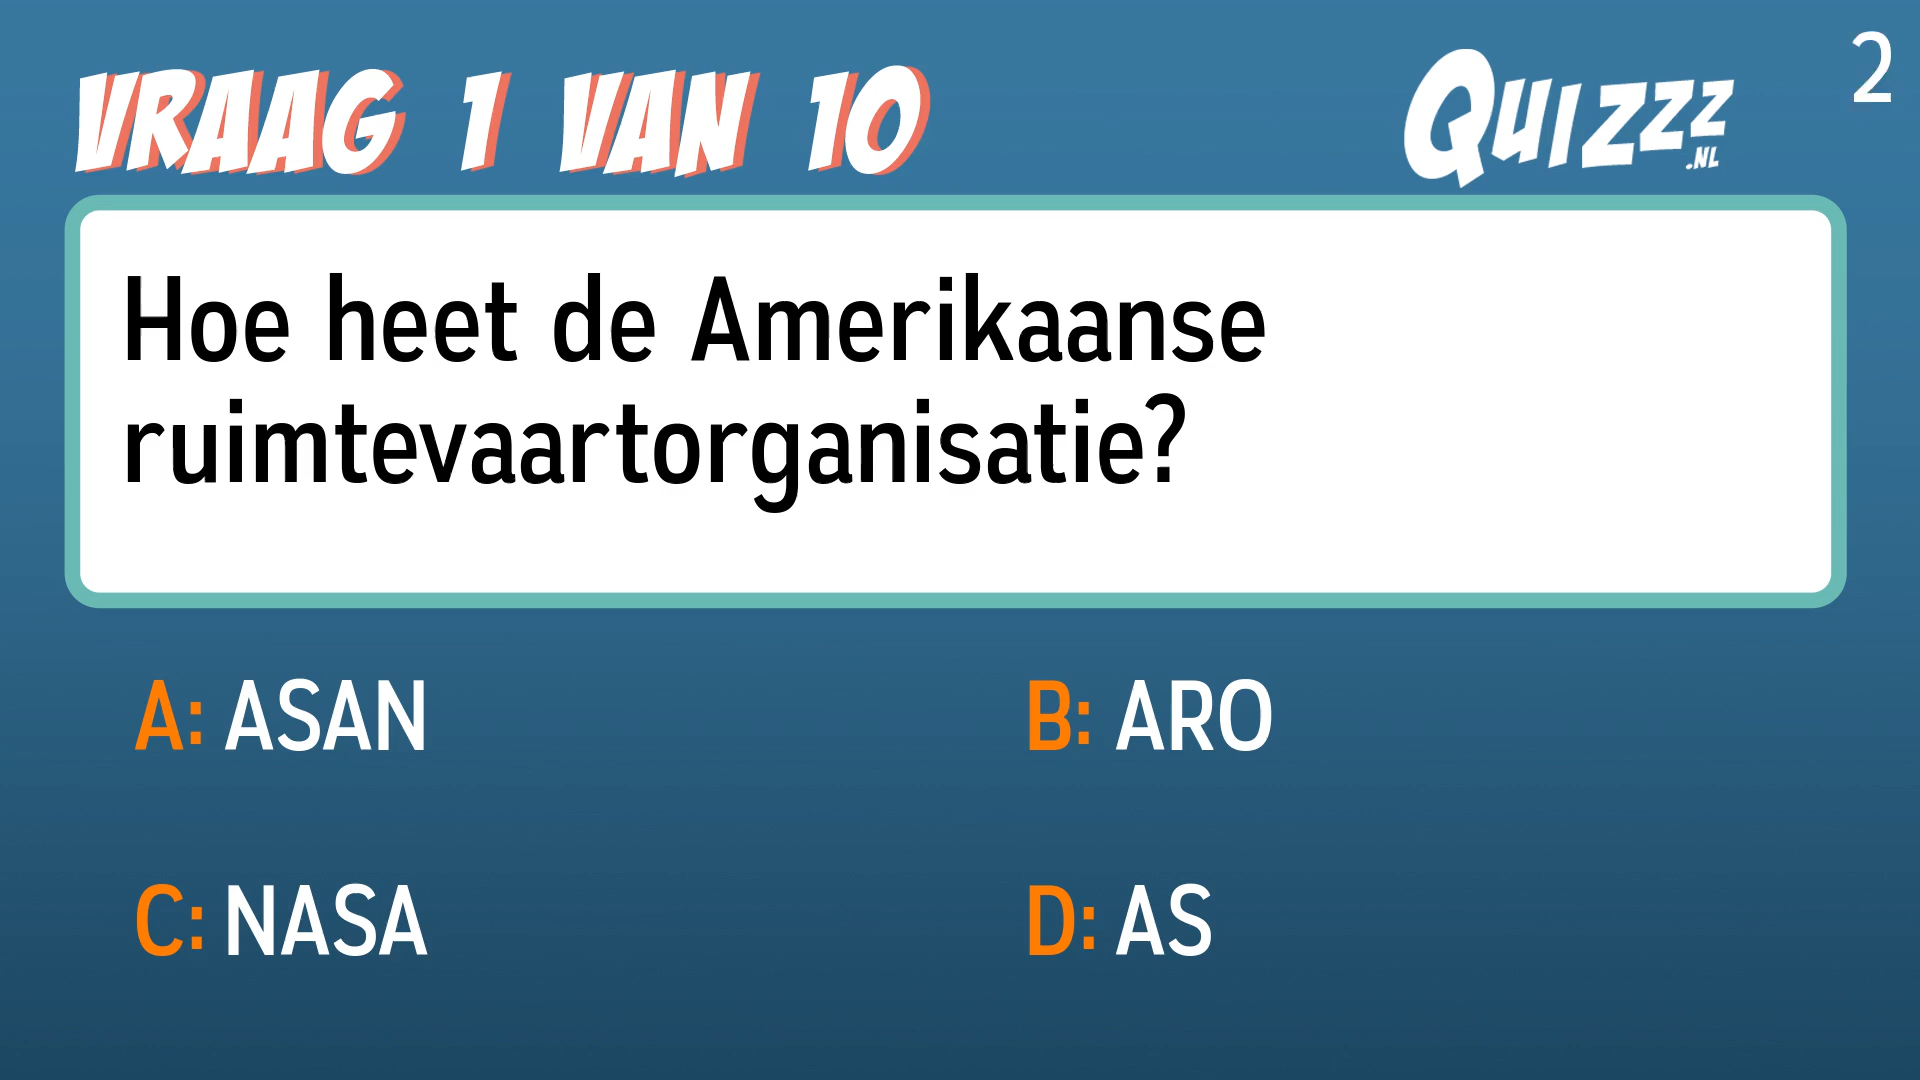 VRAAG 1 VAN 10
QUIZZZ.NL
2
Hoe heet de Amerikaanse
ruimtevaartorganisatie?
A: ASAN
B: ARO
C: NASA
D: AS